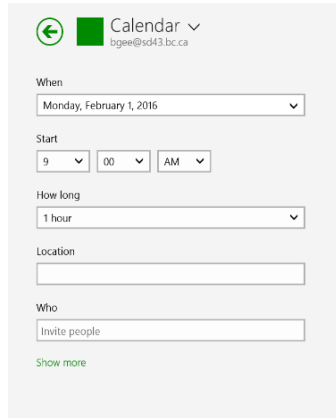 Calendar
bgee@sd43.bc.ca
When
Monday, February 1, 2016
Start
9 00 AM
How long
1 hour
Location
Who
Invite people
Show more